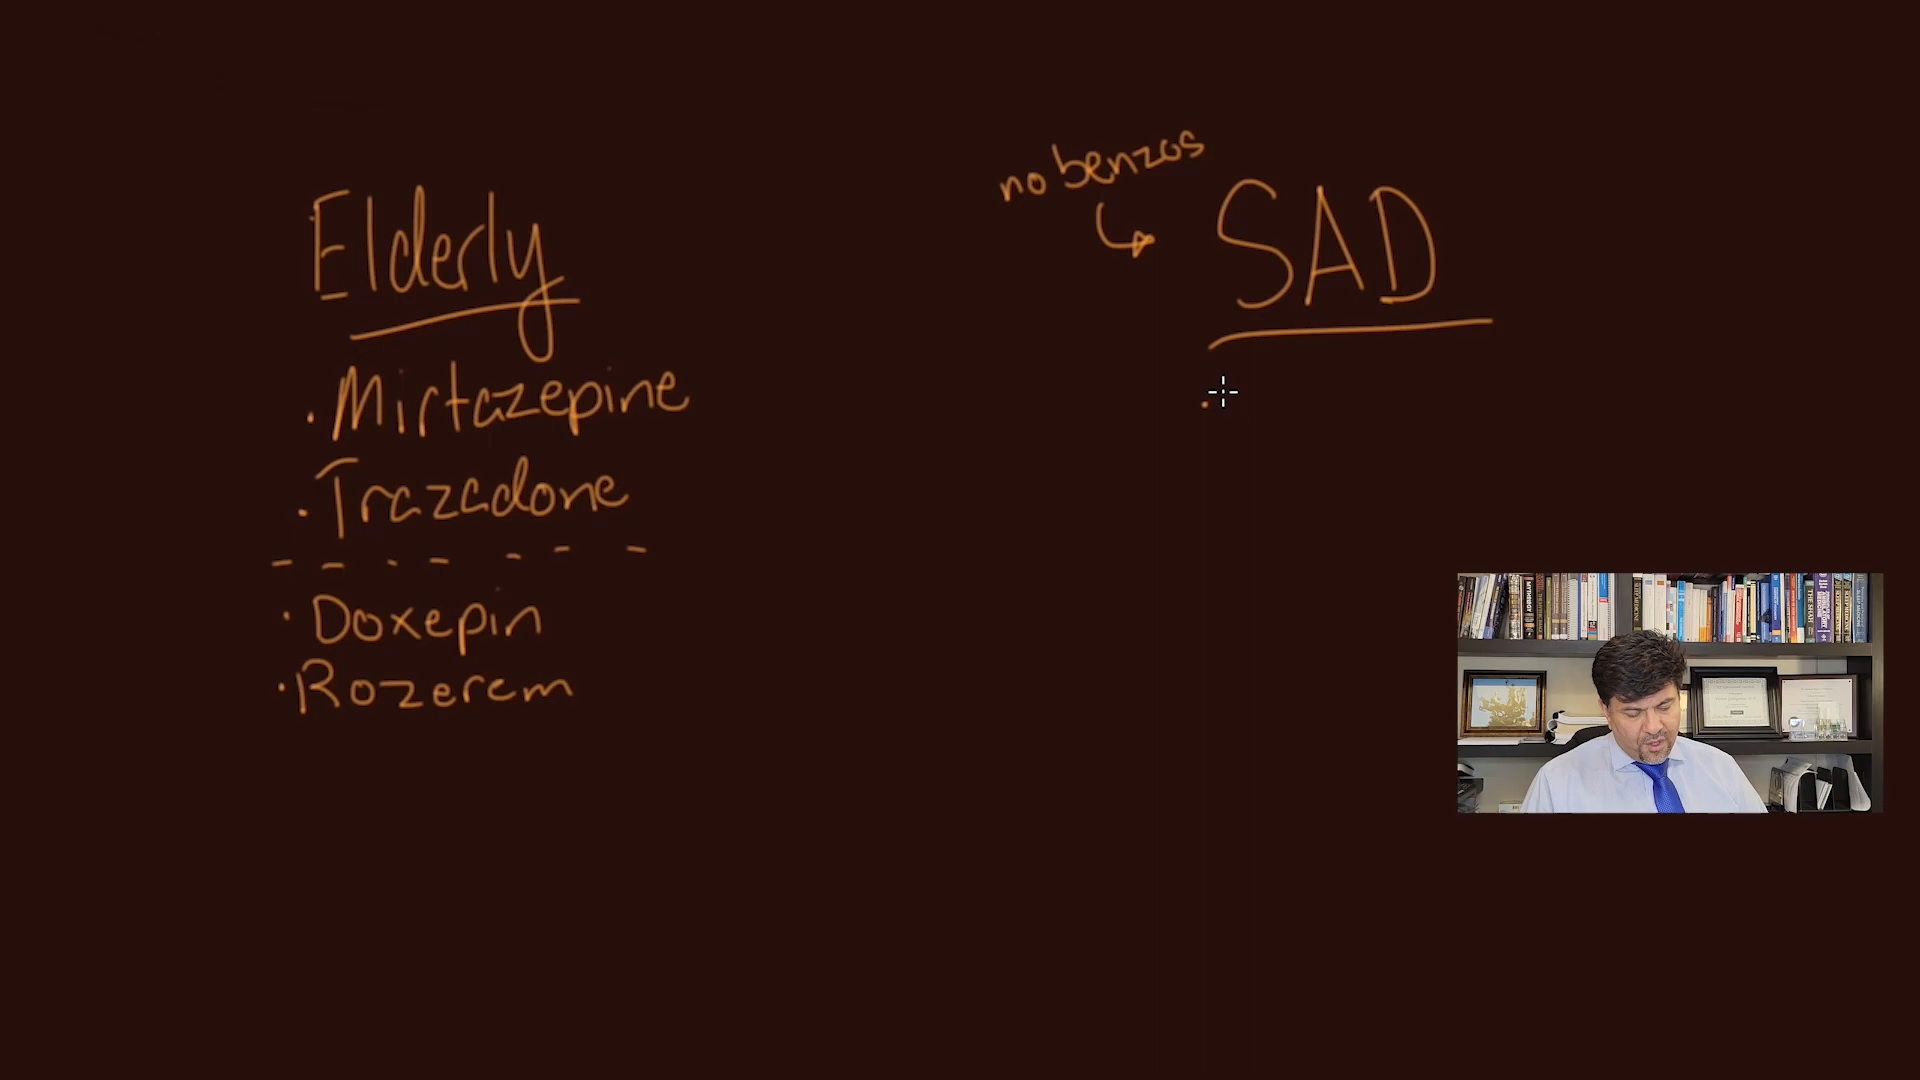 Elderly
· Mirtazepine
· Trazadone
· Doxepin
· Rozerem
no benzos
SAD